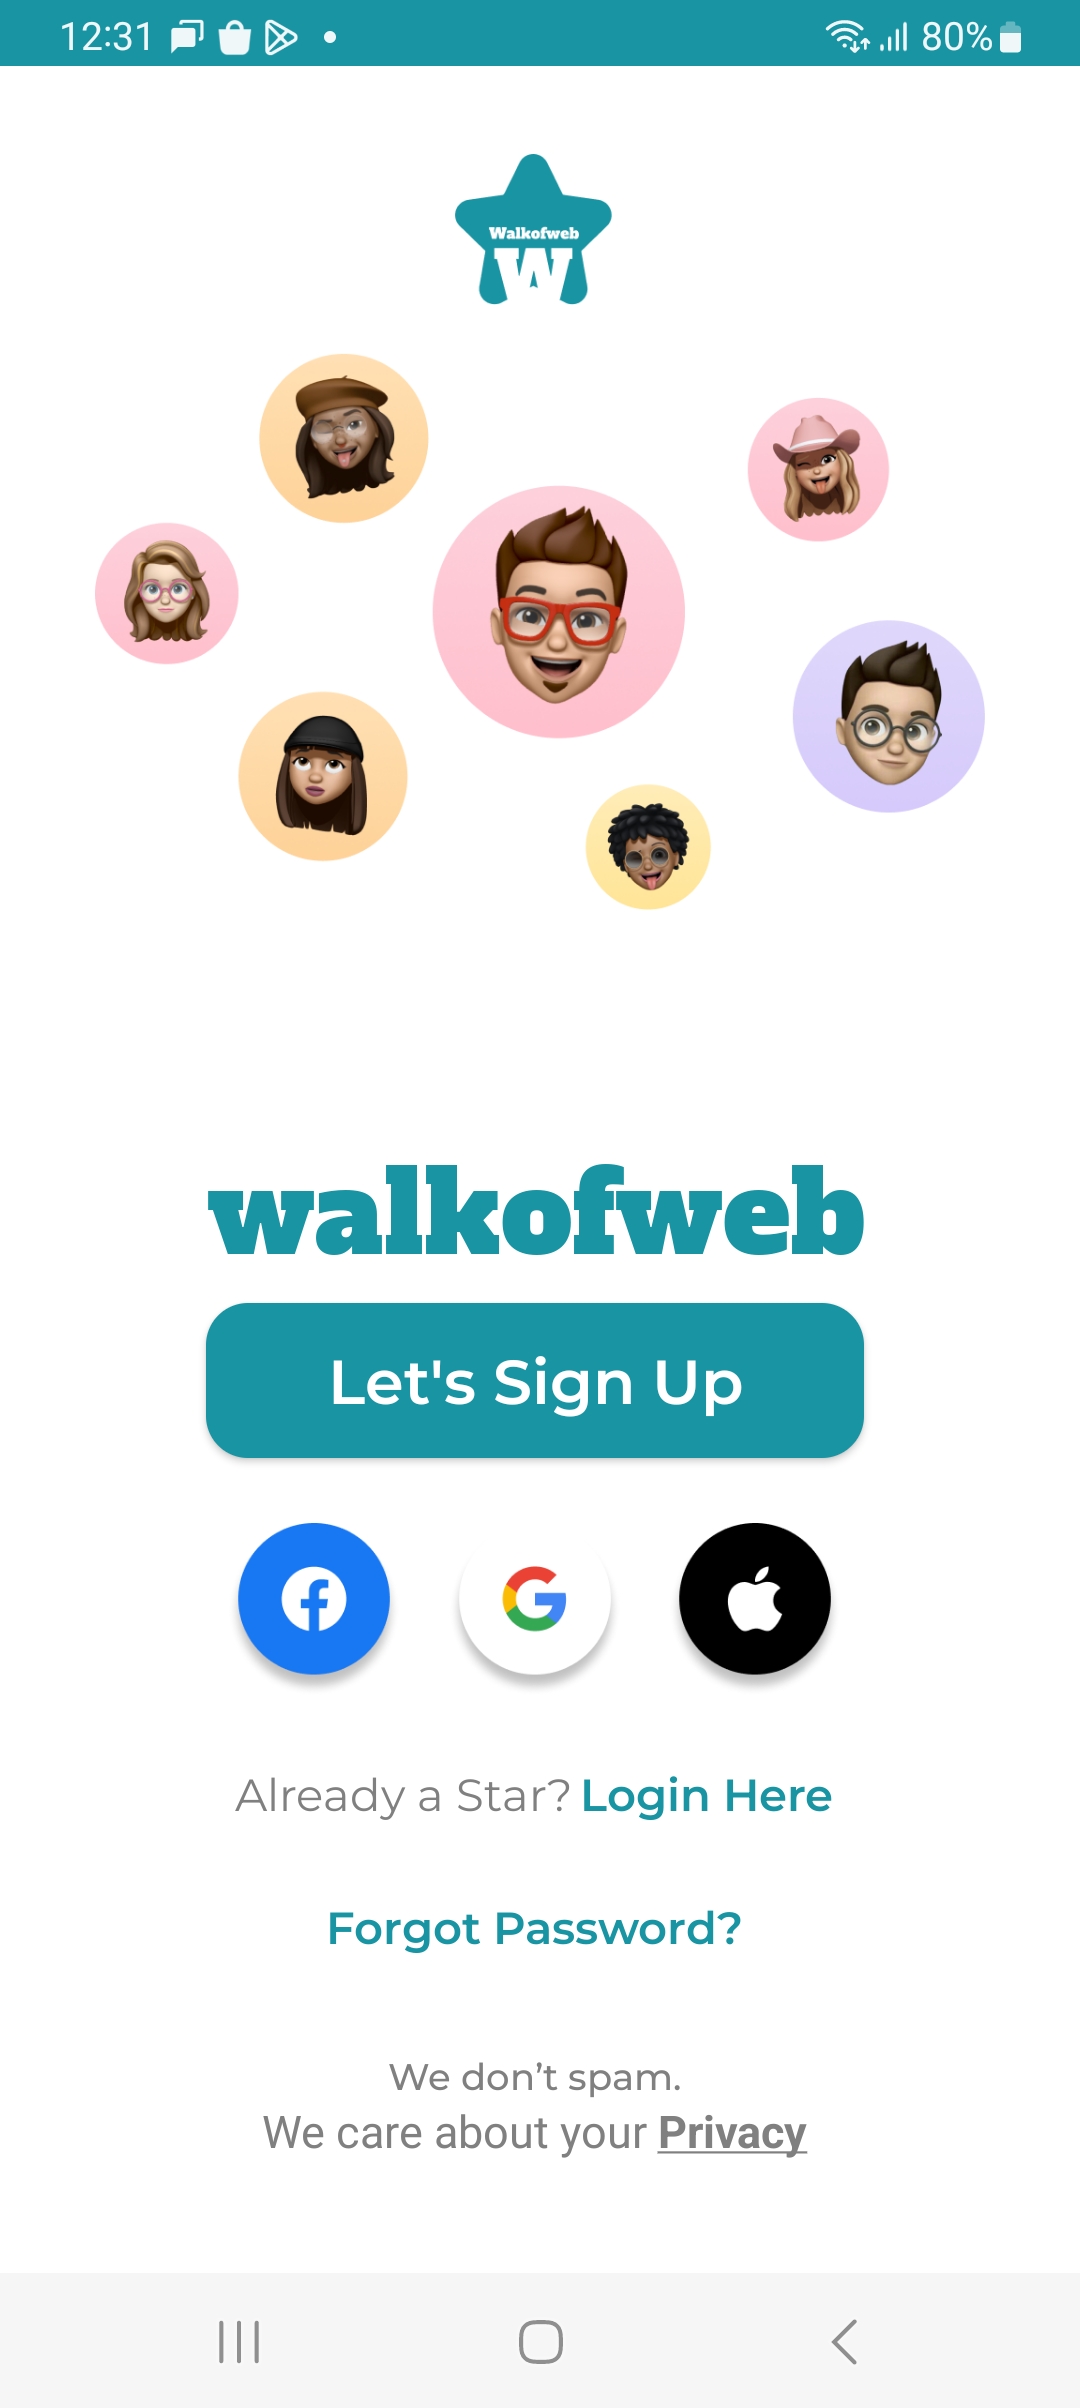 12:31
80%
Walkofweb
W
walkofweb
Let's Sign Up
Already a Star? Login Here
Forgot Password?
We don’t spam.
We care about your Privacy